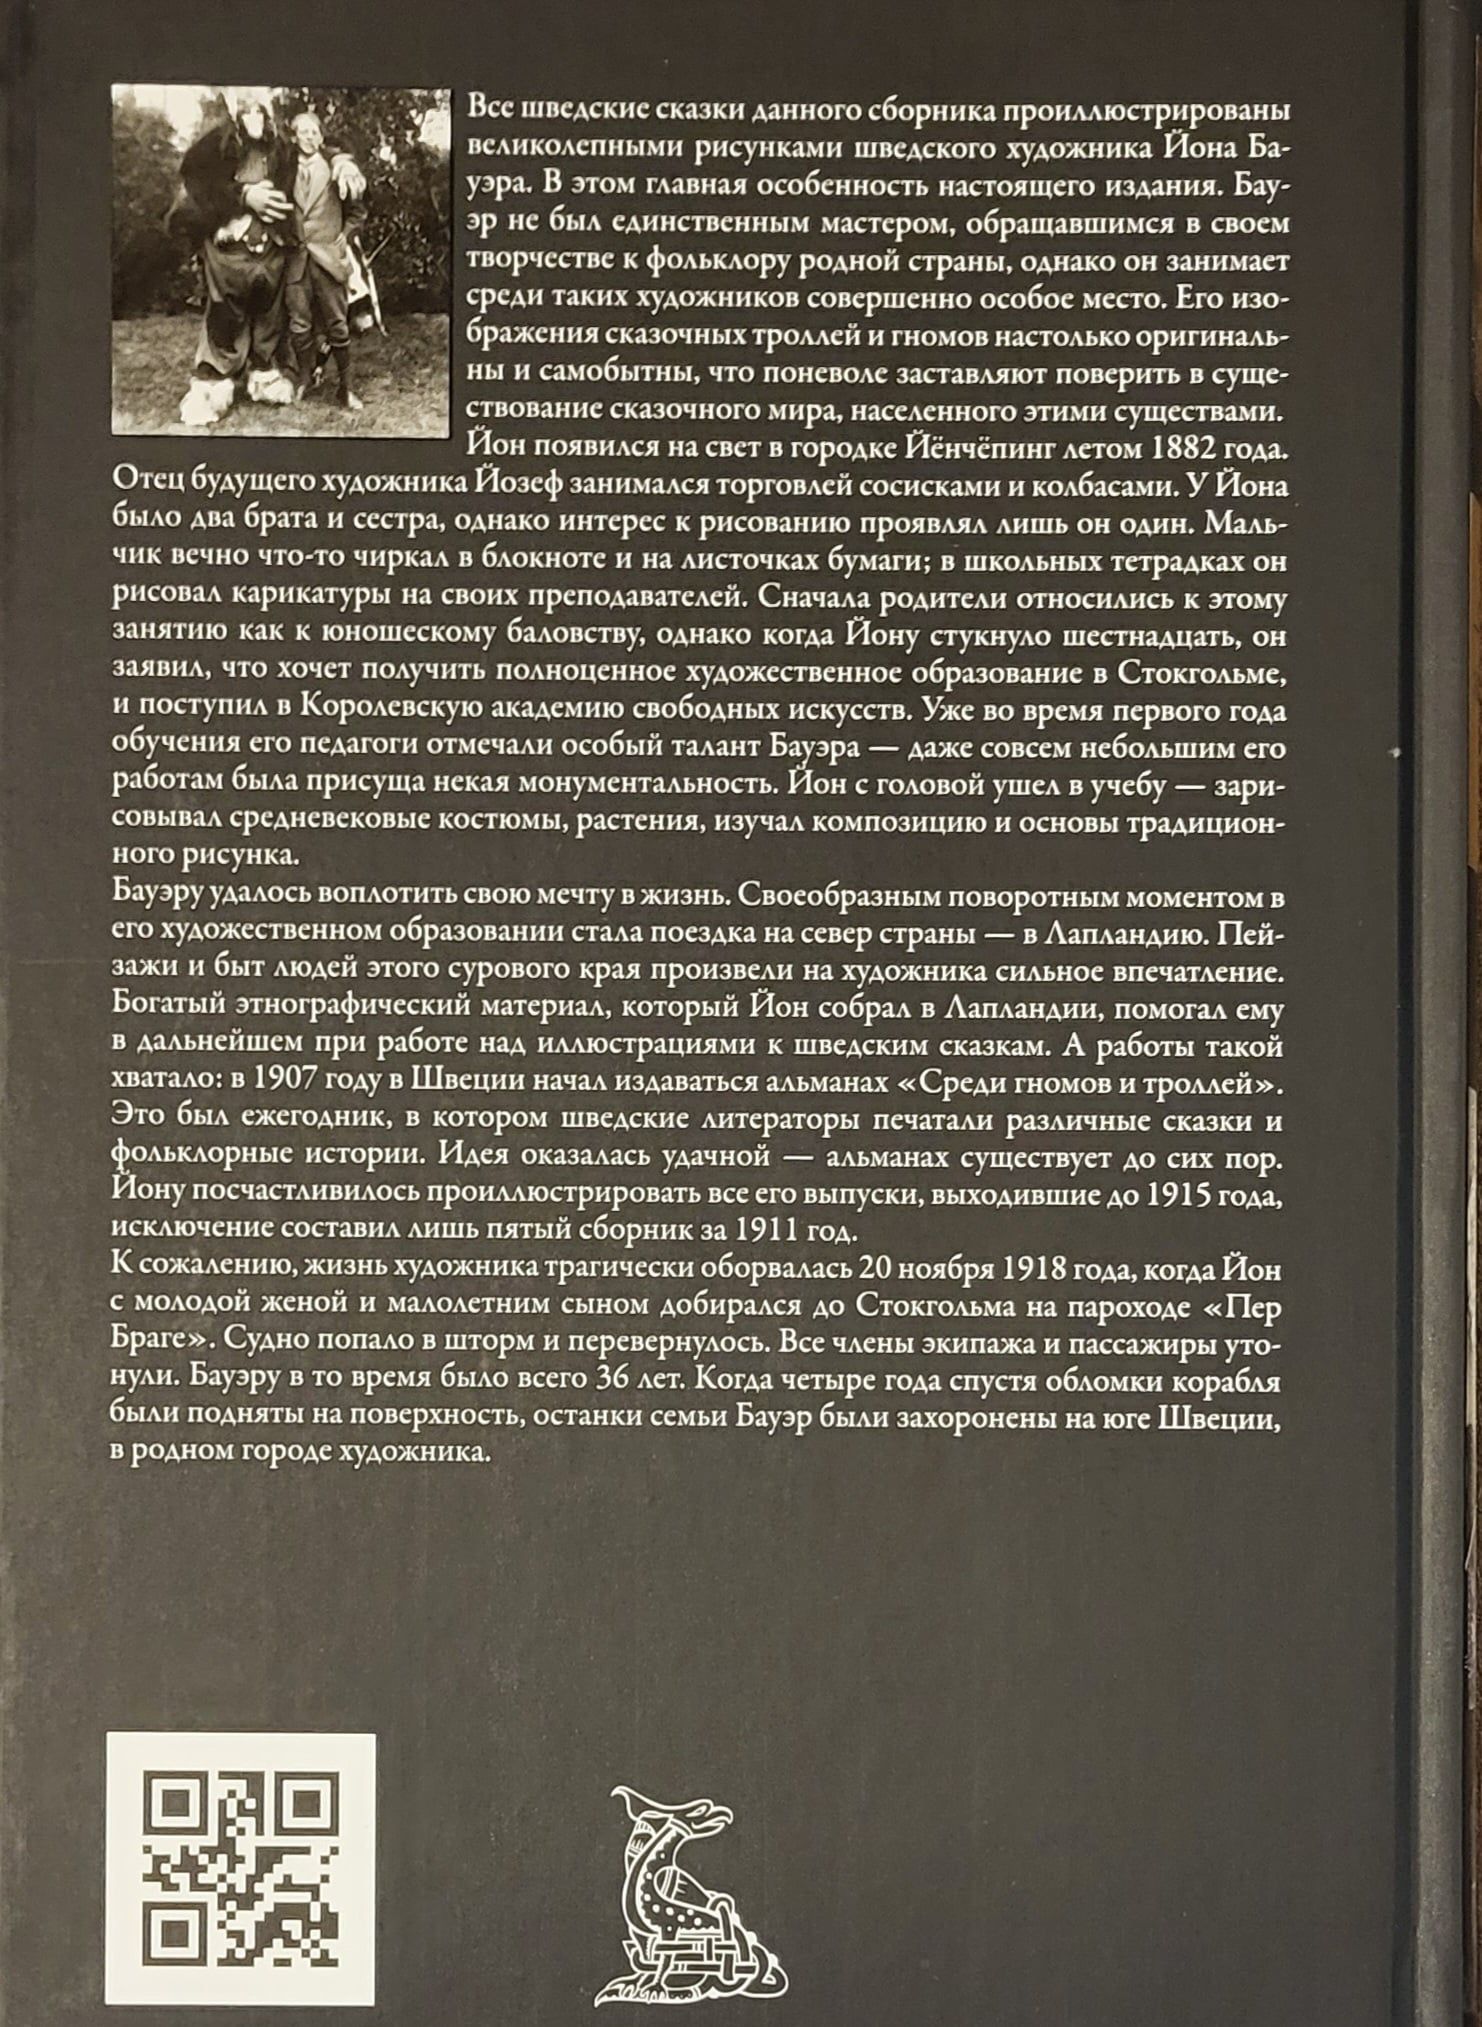 Все шведские сказки данного сборника проиллюстрированы
великолепными рисунками шведского художника Йона Ба-
уэра. В этом главная особенность настоящего издания. Бау-
эр не был единственным мастером, обращавшимся в своем
творчестве к фольклору родной страны, однако он занимает
среди таких художников совершенно особое место. Его изо-
бражения сказочных троллей и гномов настолько оригиналь-
ны и самобытны, что поневоле заставляют поверить в суще-
ствование сказочного мира, населенного этими существами.
Йон появился на свет в городке Йёнчёпинг летом 1882 года.
Отец будущего художника Йозеф занимался торговлей сосисками и колбасами. У Йона
было два брата и сестра, однако интерес к рисованию проявлял лишь он один. Маль-
чик вечно что-то чиркал в блокноте и на листочках бумаги; в школьных тетрадках он
рисовал карикатуры на своих преподавателей. Сначала родители относились к этому
занятию как к юношескому баловству, однако когда Йону стукнуло шестнадцать, он
заявил, что хочет получить полноценное художественное образование в Стокгольме,
и поступил в Королевскую академию свободных искусств. Уже во время первого года
обучения его педагоги отмечали особый талант Бауэра — даже совсем небольшим его
работам была присуща некая монументальность. Йон с головой ушел в учебу — зари-
совывал средневековые костюмы, растения, изучал композицию и основы традицион-
ного рисунка.
Бауэру удалось воплотить свою мечту в жизнь. Своеобразным поворотным моментом в
его художественном образовании стала поездка на север страны — в Лапландию. Пей-
зажи и быт людей этого сурового края произвели на художника сильное впечатление.
Богатый этнографический материал, который Йон собрал в Лапландии, помогал ему
в дальнейшем при работе над иллюстрациями к шведским сказкам. А работы такой
хватало: в 1907 году в Швеции начал издаваться альманах «Среди гномов и троллей».
Это был ежегодник, в котором шведские литераторы печатали различные сказки и
фольклорные истории. Идея оказалась удачной — альманах существует до сих пор.
Йону посчастливилось проиллюстрировать все его выпуски, выходившие до 1915 года,
исключение составил лишь пятый сборник за 1911 год.
К сожалению, жизнь художника трагически оборвалась 20 ноября 1918 года, когда Йон
с молодой женой и малолетним сыном добирался до Стокгольма на пароходе «Пер
Браге». Судно попало в шторм и перевернулось. Все члены экипажа и пассажиры уто-
нули. Бауэру в то время было всего 36 лет. Когда четыре года спустя обломки корабля
были подняты на поверхность, останки семьи Бауэр были захоронены на юге Швеции,
в родном городе художника.